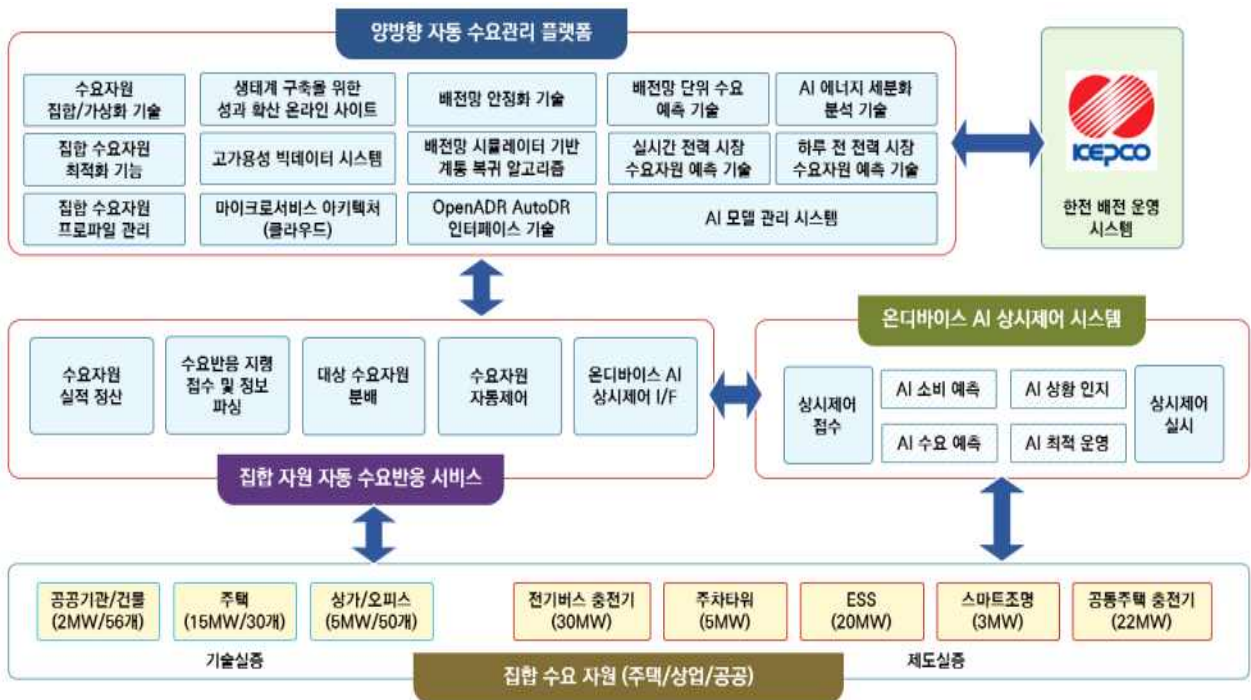 양방향 자동 수요관리 플랫폼
수요자원
집합/가상화 기술
생태계 구축을 위한
성과 확산 온라인 사이트
배전망 안정화 기술
배전망 단위 수요
예측 기술
AI 에너지 세분화
분석 기술
집합 수요자원
최적화 기능
고가용성 빅데이터 시스템
배전망 시뮬레이터 기반
계통 복귀 알고리즘
실시간 전력 시장
수요자원 예측 기술
하루 전 전력 시장
수요자원 예측 기술
집합 수요자원
프로파일 관리
마이크로서비스 아키텍처
(클라우드)
OpenADR AutoDR
인터페이스 기술
AI 모델 관리 시스템
KEPCO
한전 배전 운영
시스템
수요자원
실적 정산
수요반응 지령
접수 및 정보
파싱
대상 수요자원
분배
수요자원
자동제어
온디바이스 AI
상시제어 I/F
집합 자원 자동 수요반응 서비스
온디바이스 AI 상시제어 시스템
상시제어
접수
AI 소비 예측
AI 상황 인지
AI 수요 예측
AI 최적 운영
상시제어
실시
공공기관/건물
(2MW/56개)
주택
(15MW/30개)
상가/오피스
(5MW/50개)
기술실증
전기버스 충전기
(30MW)
주차타워
(5MW)
ESS
(20MW)
스마트조명
(3MW)
공동주택 충전기
(22MW)
제도실증
집합 수요 자원 (주택/상업/공공)